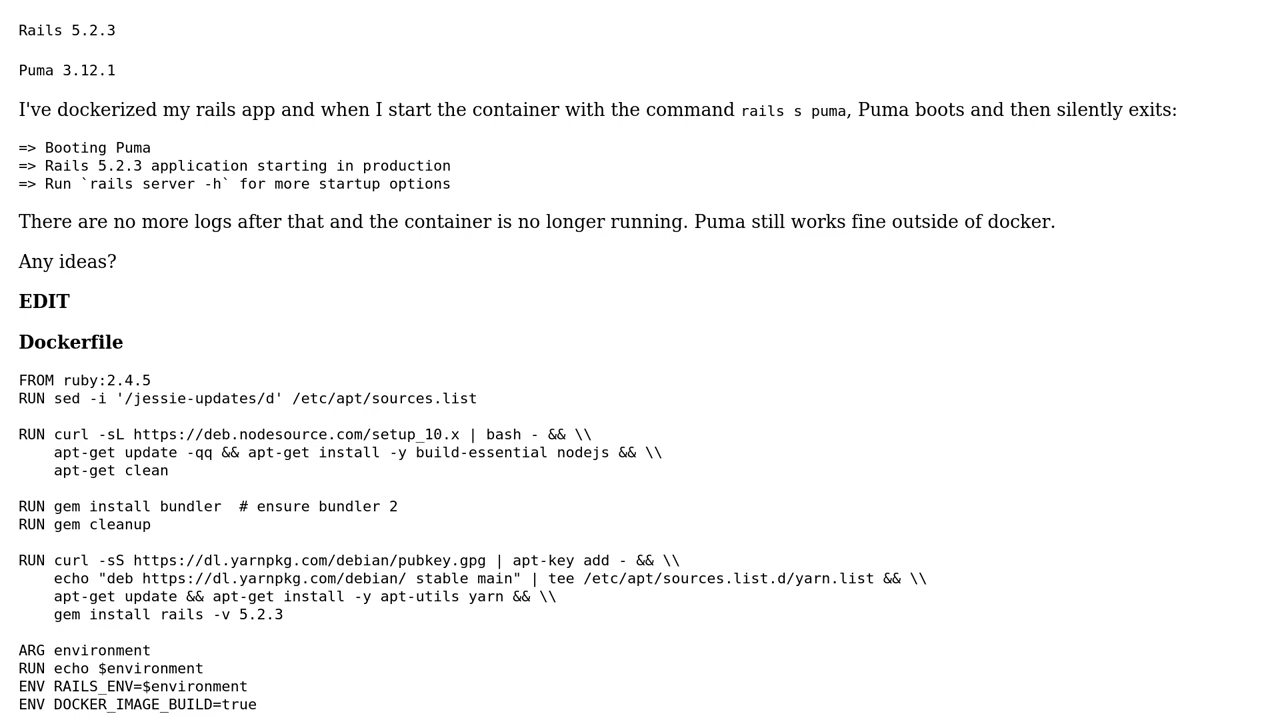 Rails 5.2.3
Puma 3.12.1
I've dockerized my rails app and when I start the container with the command rails s puma, Puma boots and then silently exits:
=> Booting Puma
=> Rails 5.2.3 application starting in production
=> Run `rails server -h` for more startup options
There are no more logs after that and the container is no longer running. Puma still works fine outside of docker.
Any ideas?
EDIT
Dockerfile
FROM ruby:2.4.5
RUN sed -i '/jessie-updates/d' /etc/apt/sources.list
RUN curl -sL https://deb.nodesource.com/setup_10.x | bash - && \\
    apt-get update -qq && apt-get install -y build-essential nodejs && \\
    apt-get clean
RUN gem install bundler  # ensure bundler 2
RUN gem cleanup
RUN curl -sS https://dl.yarnpkg.com/debian/pubkey.gpg | apt-key add - && \\
    echo "deb https://dl.yarnpkg.com/debian/ stable main" | tee /etc/apt/sources.list.d/yarn.list && \\
    apt-get update && apt-get install -y apt-utils yarn && \\
    gem install rails -v 5.2.3
ARG environment
RUN echo $environment
ENV RAILS_ENV=$environment
ENV DOCKER_IMAGE_BUILD=true